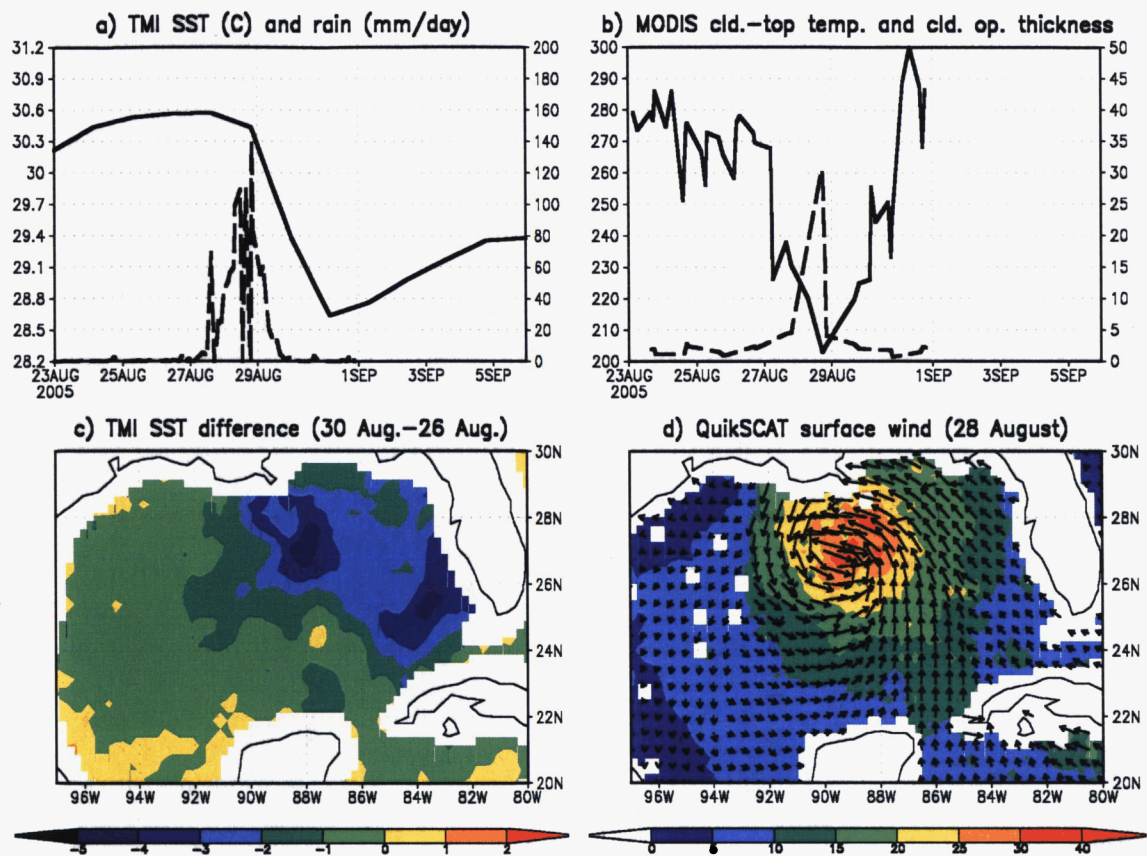 a) TMI SST (C) and rain (mm/day)
31.2 30.9 30.6 30.3 30 29.7 29.4 29.1 28.8 28.5 28.2
200 180 160 140 120 100 80 60 40 20 0
23AUG 25AUG 27AUG 29AUG 1SEP 3SEP 5SEP
2005
b) MODIS cld.-top temp. and cld. op. thickness
300 290 280 270 260 250 240 230 220 210 200
50 45 40 35 30 25 20 15 10 5 0
23AUG 25AUG 27AUG 29AUG 1SEP 3SEP 5SEP
2005
c) TMI SST difference (30 Aug.-26 Aug.)
30N
28N
26N
24N
22N
20N
96W 94W 92W 90W 88W 86W 84W 82W 80W
-5 -4 -3 -2 -1 0 1 2
d) QuikSCAT surface wind (28 August)
30N
28N
26N
24N
22N
20N
96W 94W 92W 90W 88W 86W 84W 82W 80W
0 5 10 15 20 25 30 40